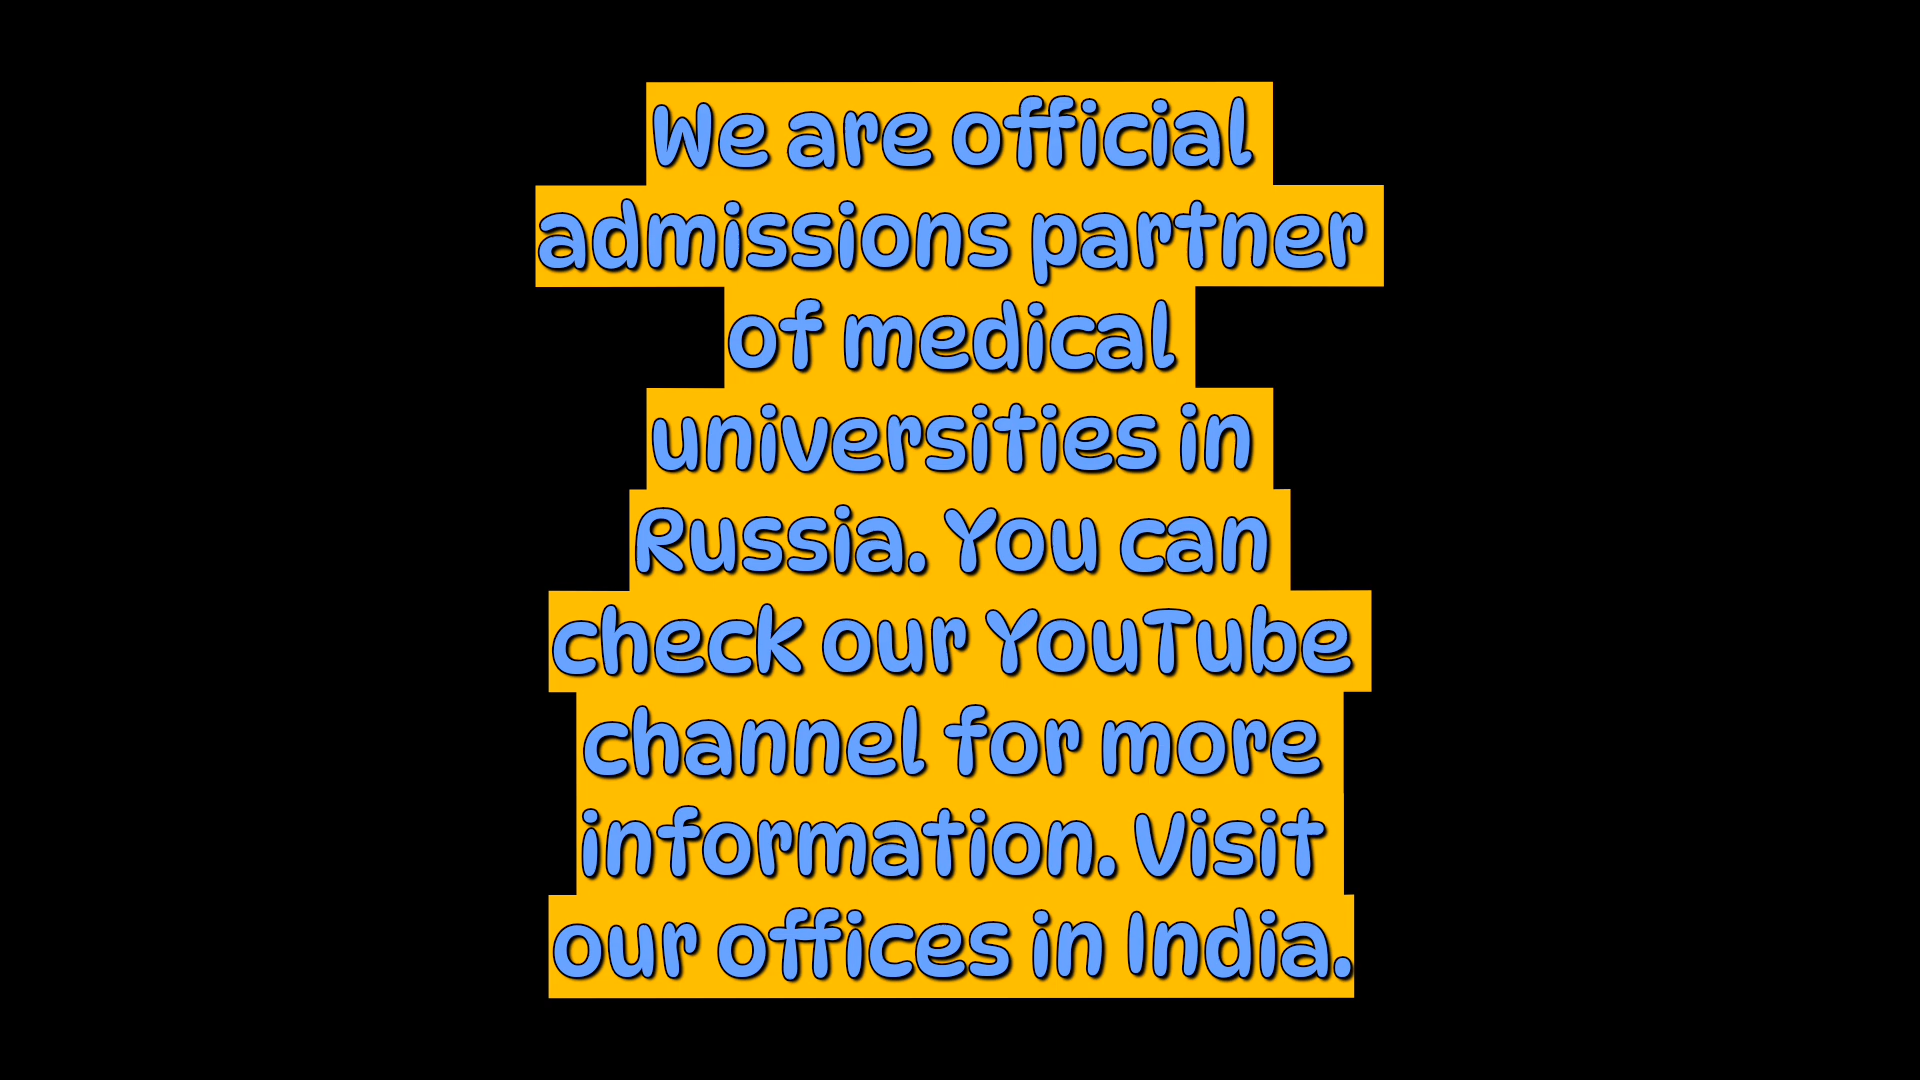 We are official
admissions partner
of medical
universities in
Russia. You can
check our YouTube
channel for more
information. Visit
our offices in India.